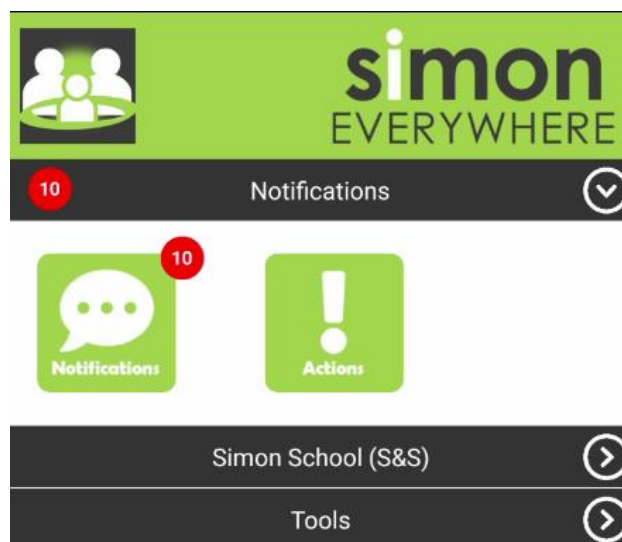 simon
EVERYWHERE
10
Notifications
10
Notifications
Actions
Simon School (S&S)
Tools